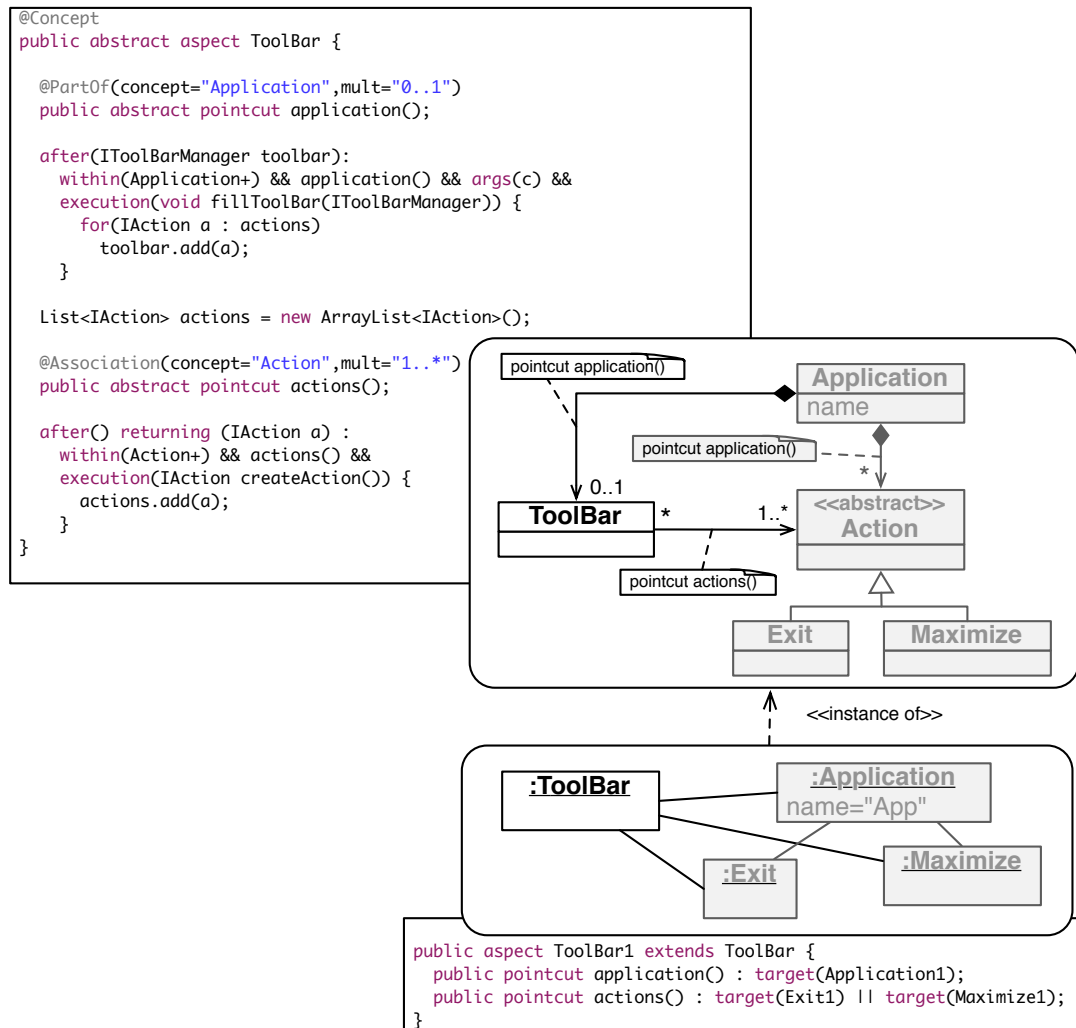 @Concept
public abstract aspect ToolBar {
@PartOf(concept="Application",mult="0..1")
public abstract pointcut application();
after(IToolBarManager toolbar):
within(Application+) && application() && args(c) &&
execution(void fillToolBar(IToolBarManager)) {
for(IAction a : actions)
toolbar.add(a);
}
List<IAction> actions = new ArrayList<IAction>();
@Association(concept="Action",mult="1..*")
public abstract pointcut actions();
after() returning (IAction a) :
within(Action+) && actions() &&
execution(IAction createAction()) {
actions.add(a);
}
}
pointcut application()
Application
name
pointcut application()
*
0..1
ToolBar
*
1..*
<<abstract>>
Action
pointcut actions()
Exit
Maximize
<<instance of>>
:ToolBar
:Application
name="App"
:Exit
:Maximize
public aspect ToolBar1 extends ToolBar {
public pointcut application() : target(Application1);
public pointcut actions() : target(Exit1) || target(Maximize1);
}